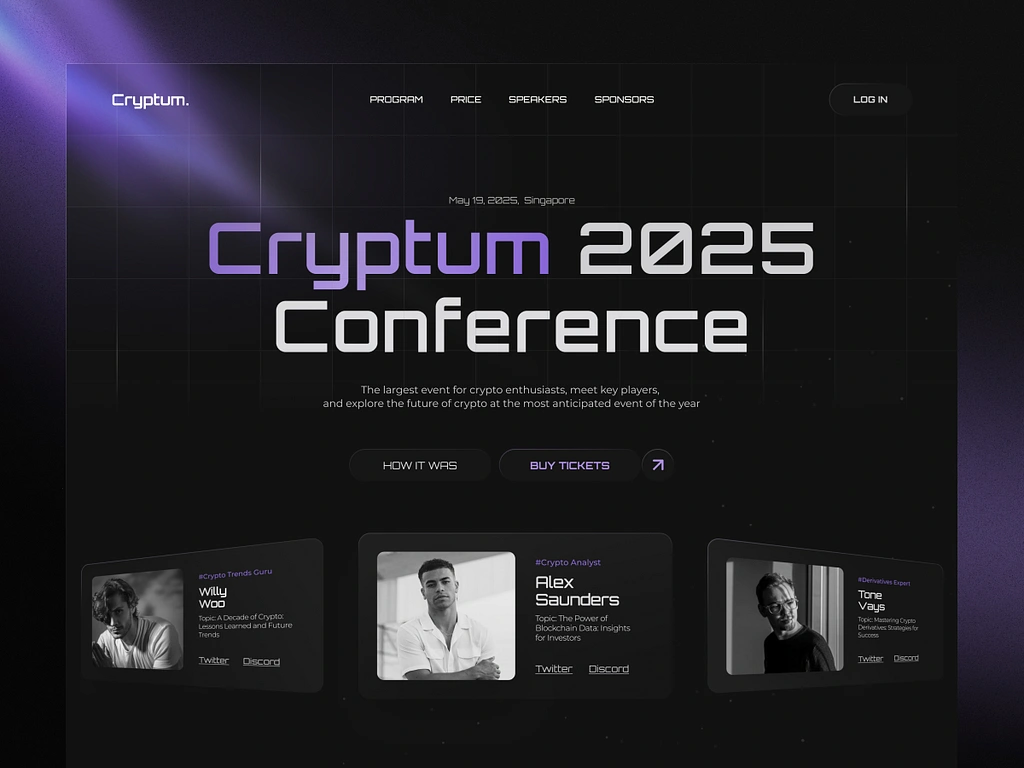 Cryptum.
PROGRAM
PRICE
SPEAKERS
SPONSORS
LOG IN
May 19, 2025, Singapore
Cryptum 2025
Conference
The largest event for crypto enthusiasts, meet key players,
and explore the future of crypto at the most anticipated event of the year
HOW IT WAS
BUY TICKETS
#Crypto Trends Guru
Willy
Woo
Topic: A Decade of Crypto:
Lessons Learned and Future
Trends
Twitter
Discord
#Crypto Analyst
Alex
Saunders
Topic: The Power of
Blockchain Data: Insights
for Investors
Twitter
Discord
#Derivatives Expert
Tone
Vays
Topic: Mastering Crypto
Derivatives: Strategies for
Success
Twitter
Discord